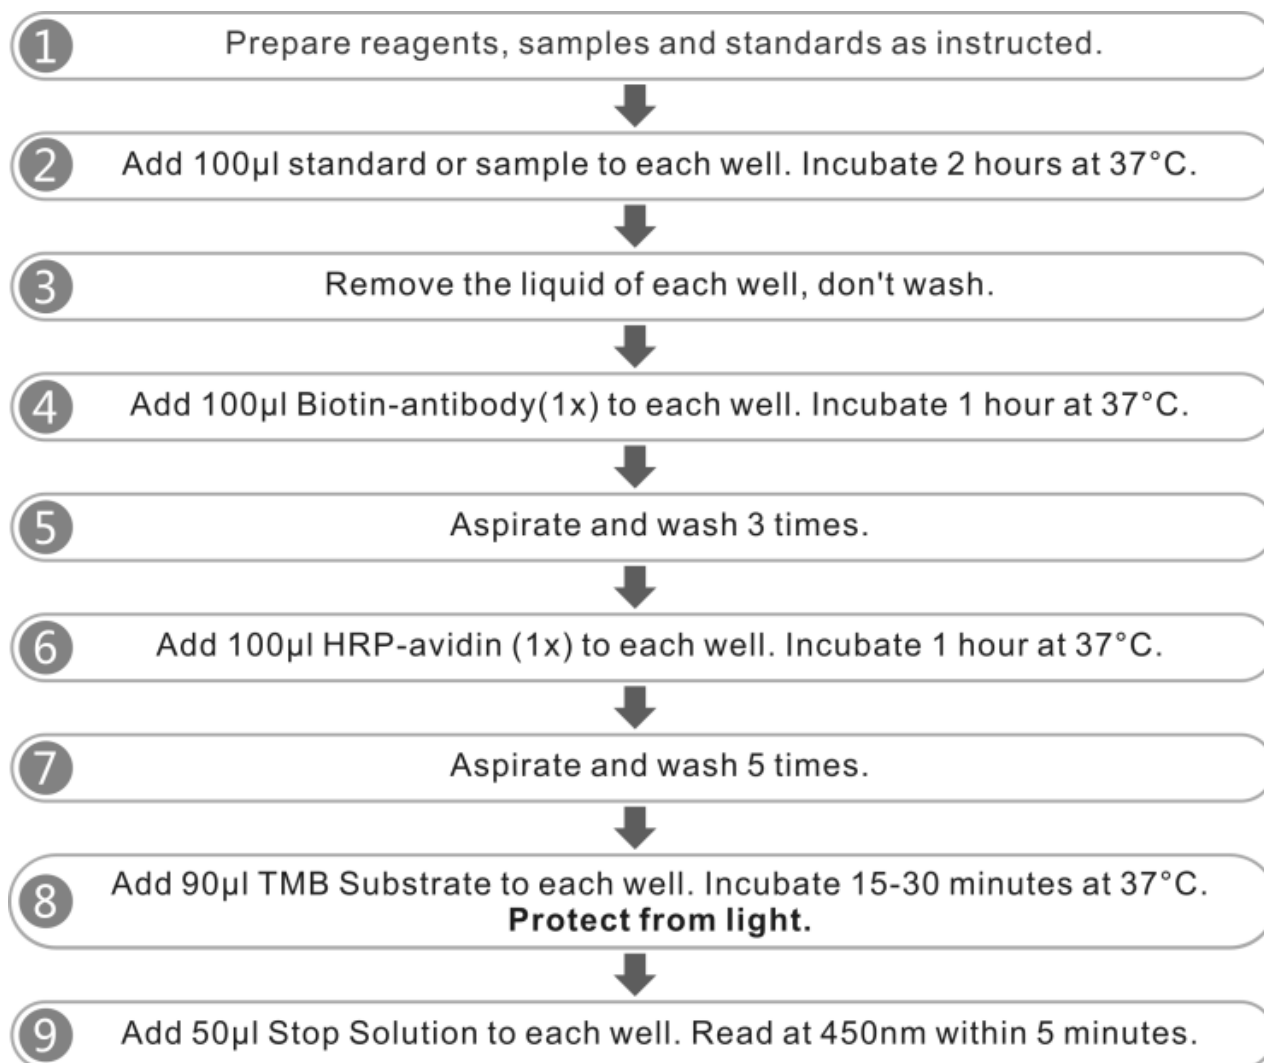 1 Prepare reagents, samples and standards as instructed.
2 Add 100μl standard or sample to each well. Incubate 2 hours at 37°C.
3 Remove the liquid of each well, don't wash.
4 Add 100μl Biotin-antibody(1x) to each well. Incubate 1 hour at 37°C.
5 Aspirate and wash 3 times.
6 Add 100μl HRP-avidin (1x) to each well. Incubate 1 hour at 37°C.
7 Aspirate and wash 5 times.
8 Add 90μl TMB Substrate to each well. Incubate 15-30 minutes at 37°C.
Protect from light.
9 Add 50μl Stop Solution to each well. Read at 450nm within 5 minutes.